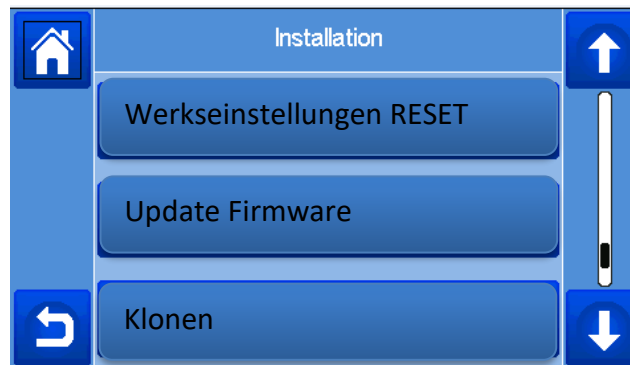 Installation
Werkseinstellungen RESET
Update Firmware
Klonen